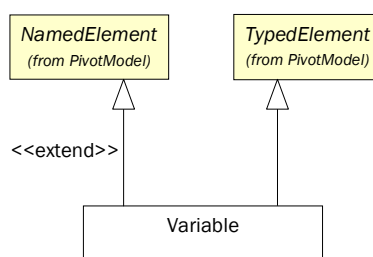 NamedElement
(from PivotModel)
TypedElement
(from PivotModel)
<<extend>>
Variable